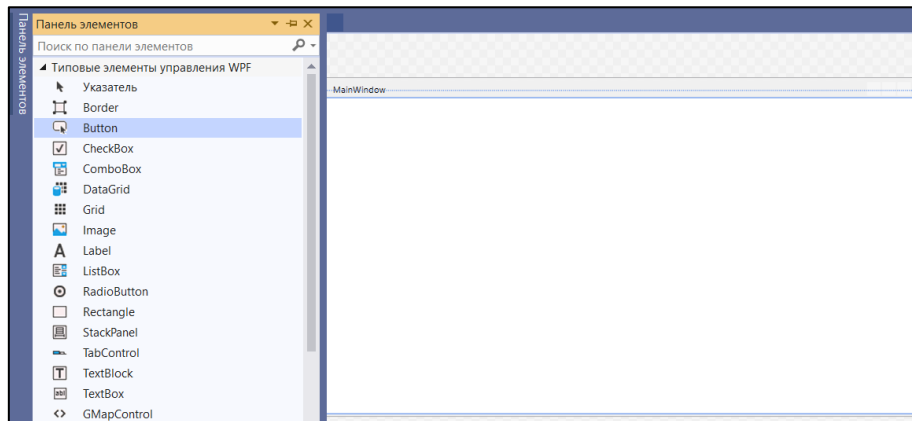 Панель элементов
Панель элементов
Поиск по панели элементов
Типовые элементы управления WPF
Указатель
Border
Button
CheckBox
ComboBox
DataGrid
Grid
Image
Label
ListBox
RadioButton
Rectangle
StackPanel
TabControl
TextBlock
TextBox
GMapControl
MainWindow